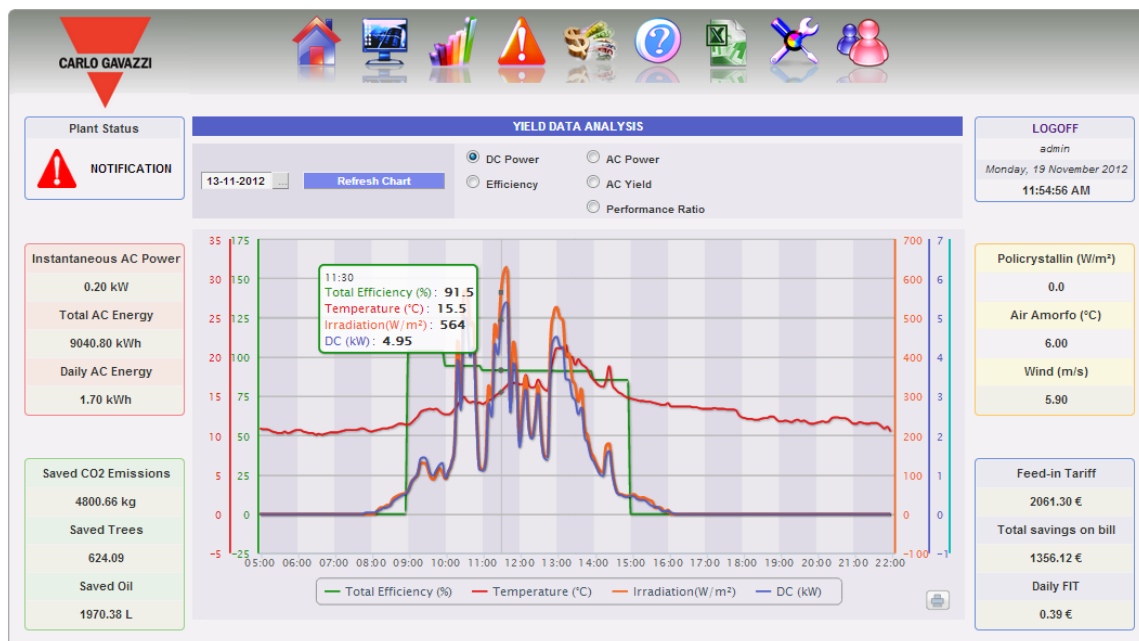 CARLO GAVAZZI
Plant Status
NOTIFICATION
YIELD DATA ANALYSIS
13-11-2012 ...
Refresh Chart
DC Power
AC Power
Efficiency
AC Yield
Performance Ratio
LOGOFF
admin
Monday, 19 November 2012
11:54:56 AM
Instantaneous AC Power
0.20 kW
Total AC Energy
9040.80 kWh
Daily AC Energy
1.70 kWh
Saved CO2 Emissions
4800.66 kg
Saved Trees
624.09
Saved Oil
1970.38 L
35 175 700 7
30 150 600 6
25 125 500 5
20 100 400 4
15 75 300 3
10 50 200 2
5 25 100 1
0 0 0 0
-5 -25 -100 -1
11:30
Total Efficiency (%) : 91.5
Temperature (°C) : 15.5
Irradiation(W/m²) : 564
DC (kW) : 4.95
05:00 06:00 07:00 08:00 09:00 10:00 11:00 12:00 13:00 14:00 15:00 16:00 17:00 18:00 19:00 20:00 21:00 22:00
Total Efficiency (%) Temperature (°C) Irradiation(W/m²) DC (kW)
Policrystallin (W/m²)
0.0
Air Amorfo (°C)
6.00
Wind (m/s)
5.90
Feed-in Tariff
2061.30 €
Total savings on bill
1356.12 €
Daily FIT
0.39 €